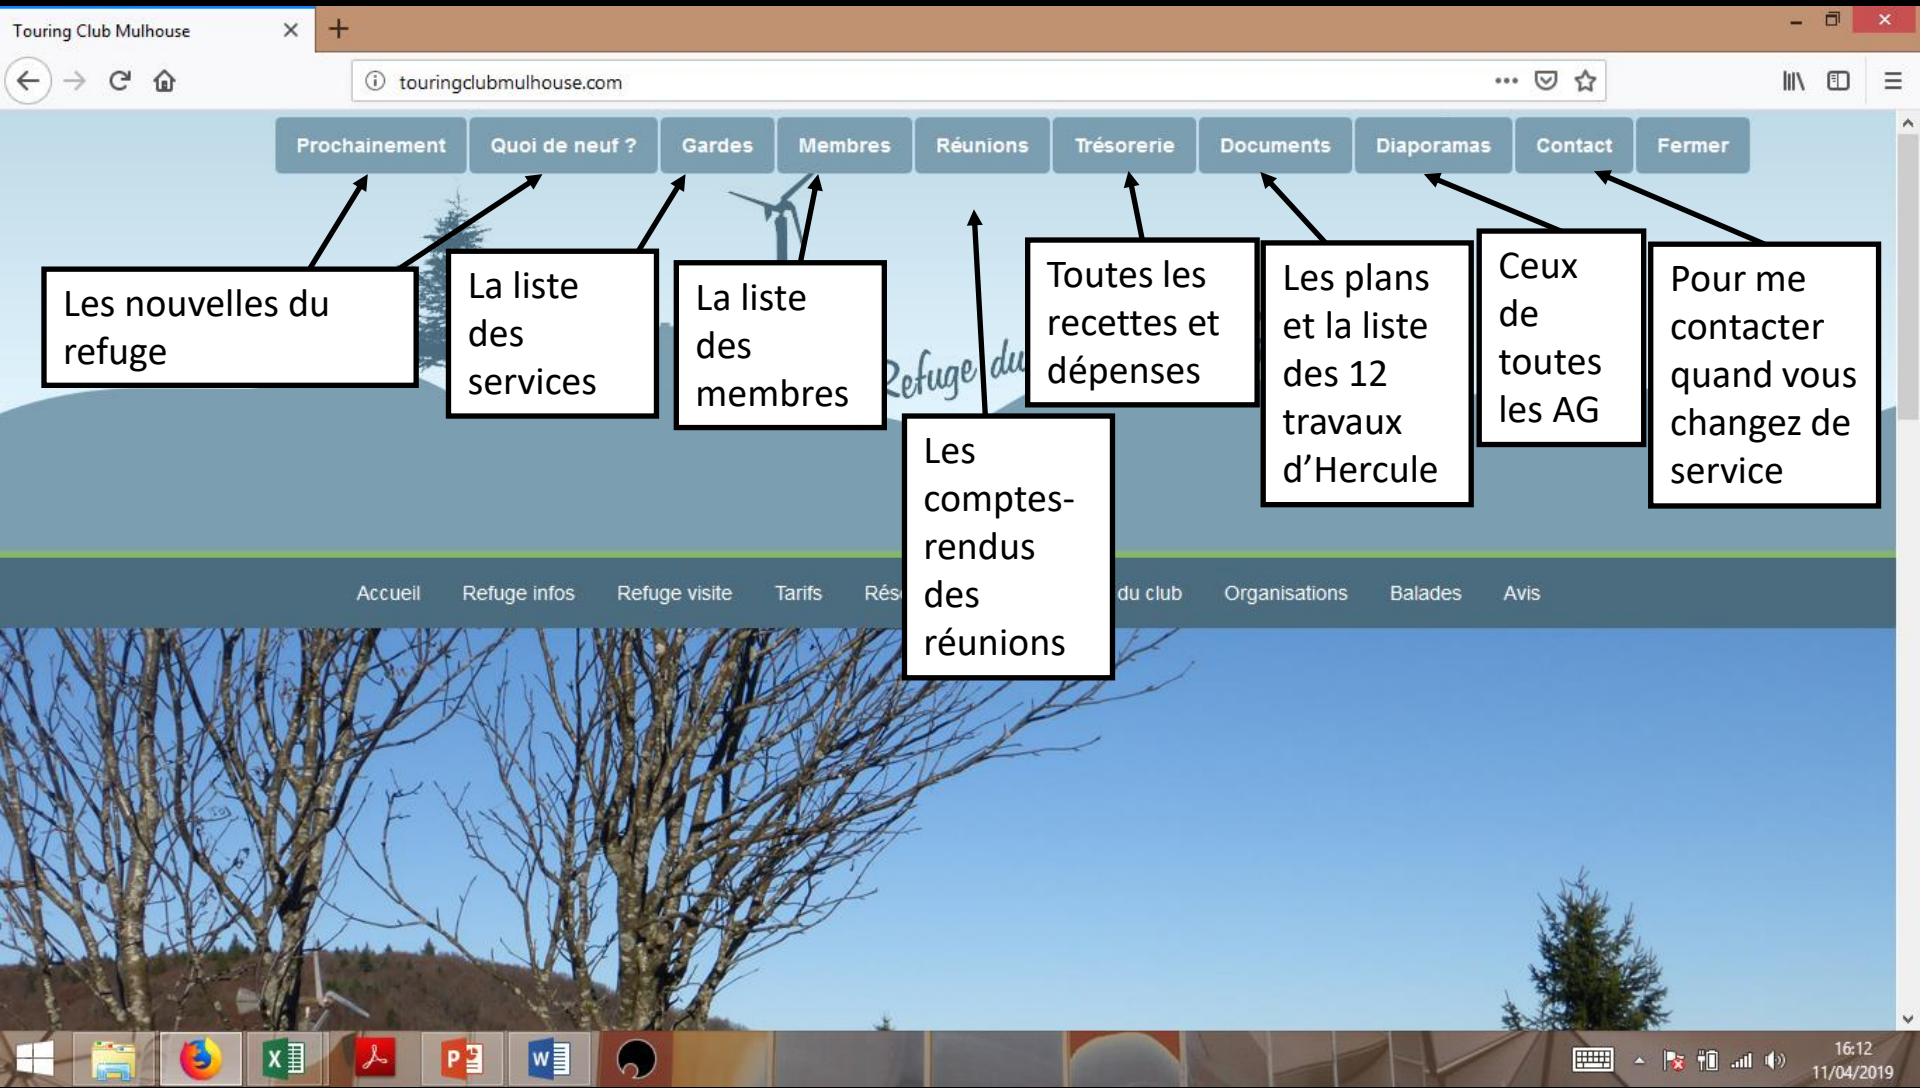 Touring Club Mulhouse
touringclubmulhouse.com
Prochainement Quoi de neuf ? Gardes Membres Réunions Trésorerie Documents Diaporamas Contact Fermer
Les nouvelles du
refuge
La liste
des
services
La liste
des
membres
Refuge du
Les
comptes-
rendus
des
réunions
Toutes les
recettes et
dépenses
Les plans
et la liste
des 12
travaux
d’Hercule
Ceux
de
toutes
les AG
Pour me
contacter
quand vous
changez de
service
Accueil Refuge infos Refuge visite Tarifs Rés du club Organisations Balades Avis
16:12
11/04/2019